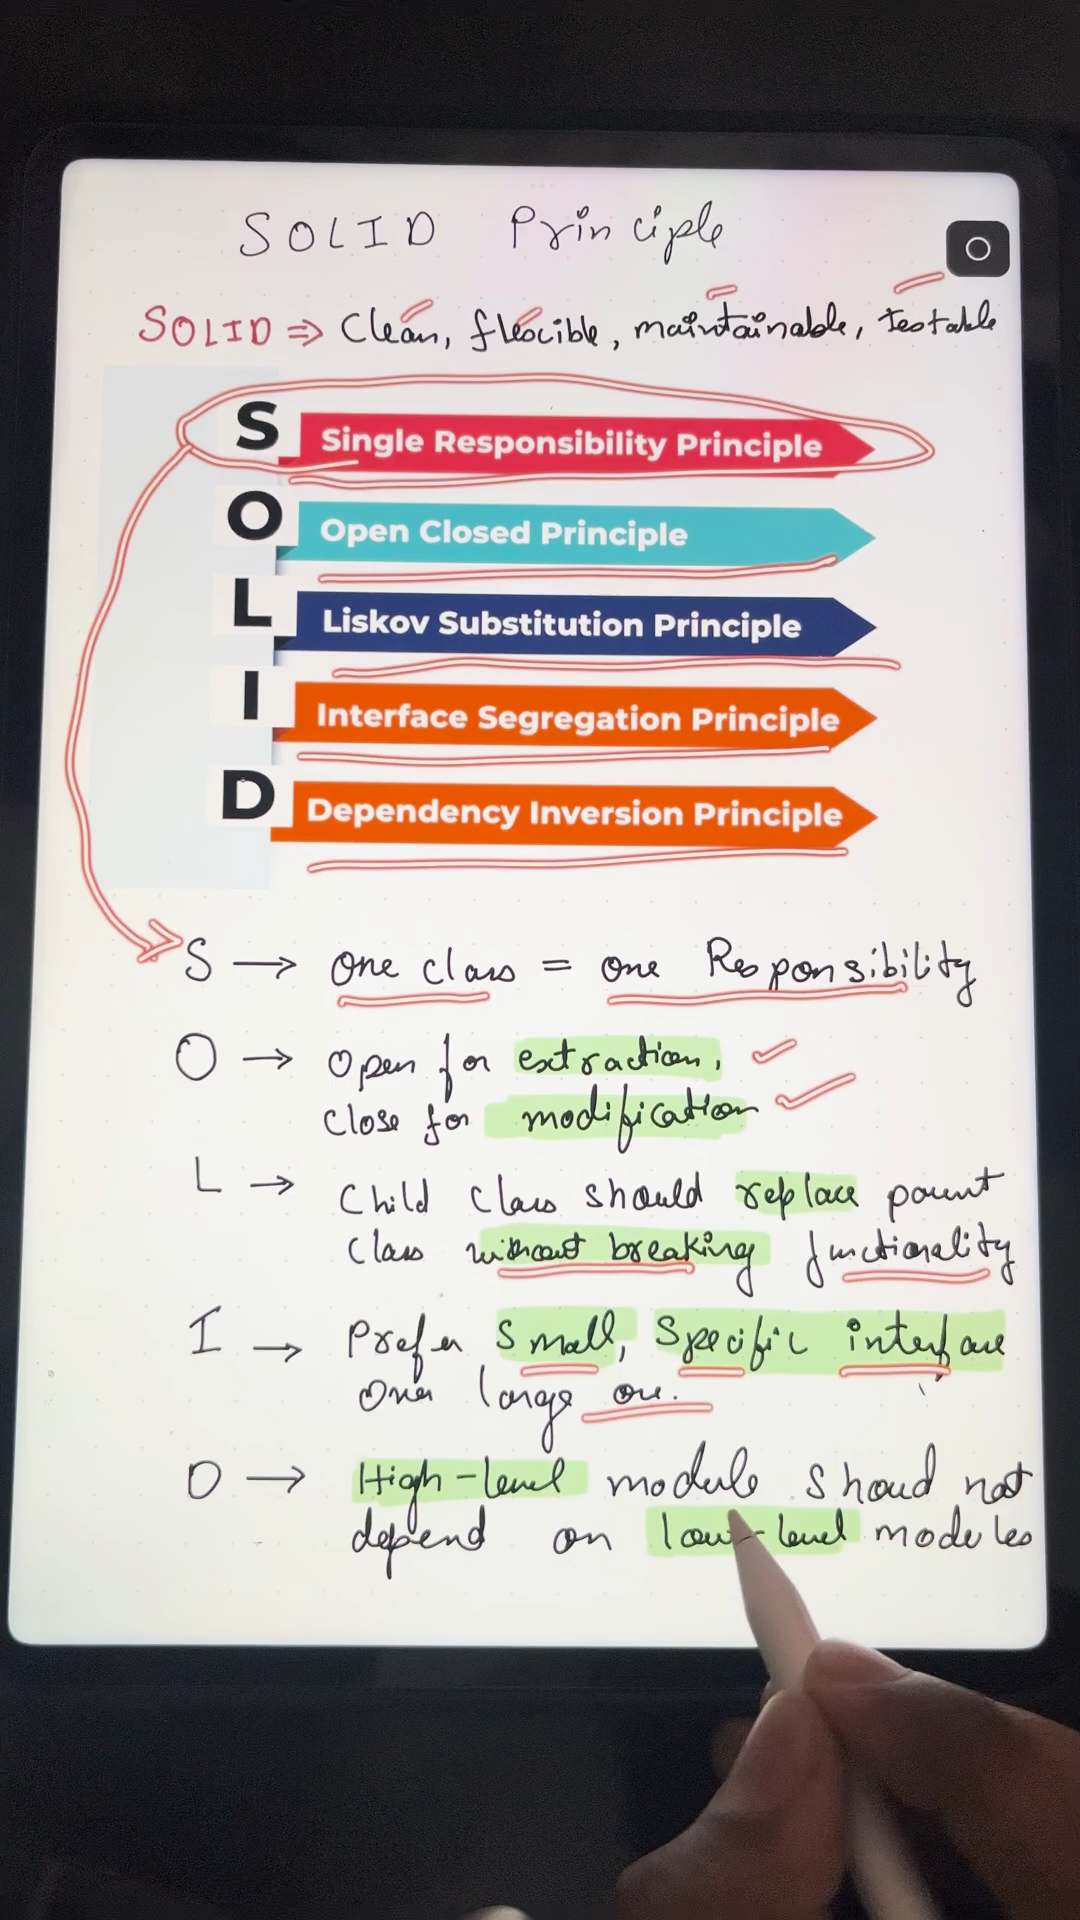 SOLID Principle
SOLID ⇒ Clean, flexcible, maintainable, testable
S Single Responsibility Principle
O Open Closed Principle
L Liskov Substitution Principle
I Interface Segregation Principle
D Dependency Inversion Principle
S → One class = one Responsibility
O → Open for extraction,
Close for modification
L → Child class should replace parent
class without breaking functionality
I → Prefer Small, Specific interface
over large one.
D → High-level module should not
depend on low-level modules